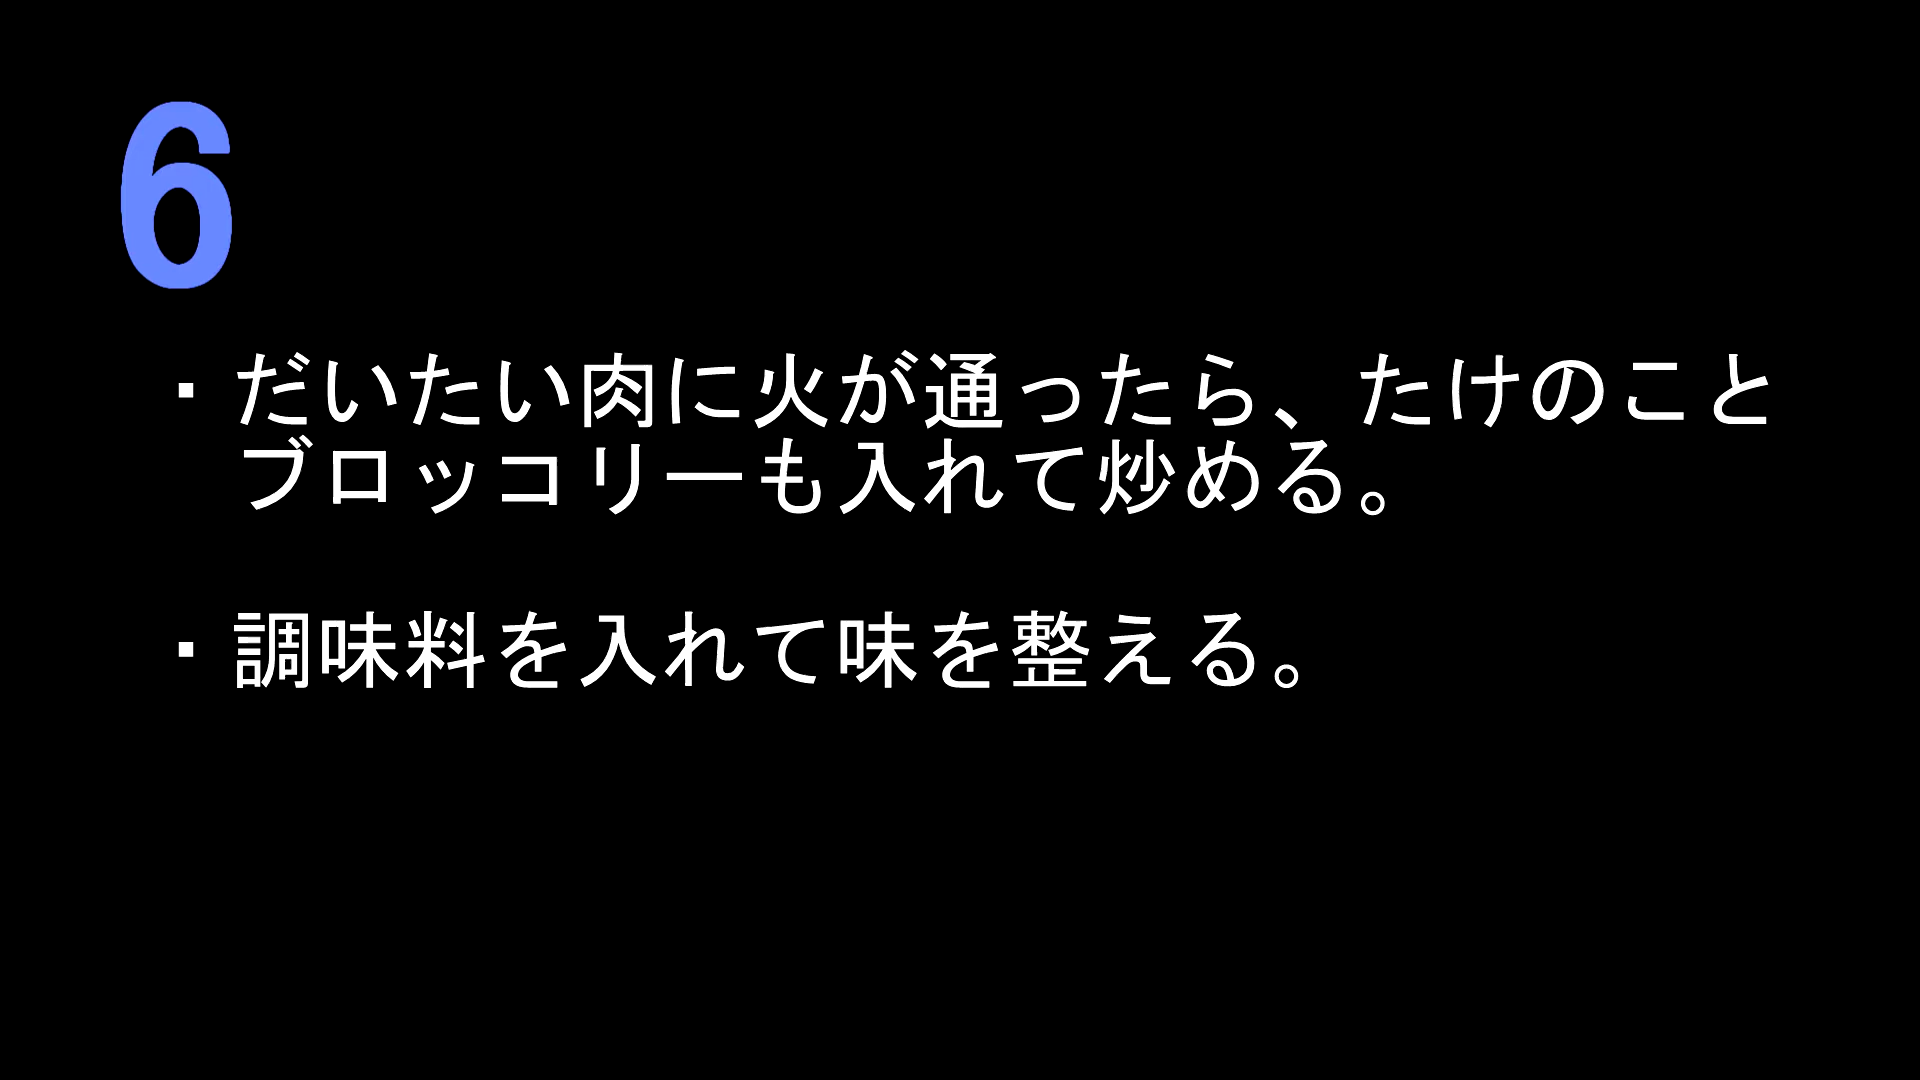 6
・だいたい肉に火が通ったら、たけのこと
ブロッコリーも入れて炒める。
・調味料を入れて味を整える。